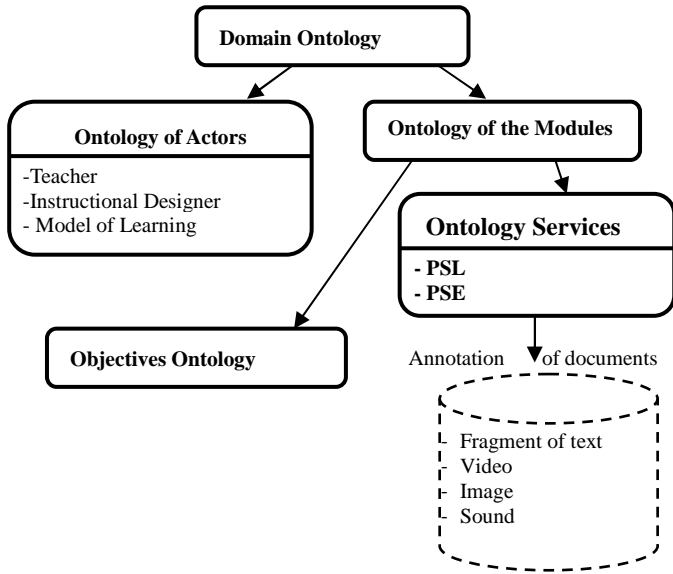 Domain Ontology
Ontology of Actors
-Teacher
-Instructional Designer
- Model of Learning
Ontology of the Modules
Ontology Services
- PSL
- PSE
Objectives Ontology
Annotation of documents
- Fragment of text
- Video
- Image
- Sound